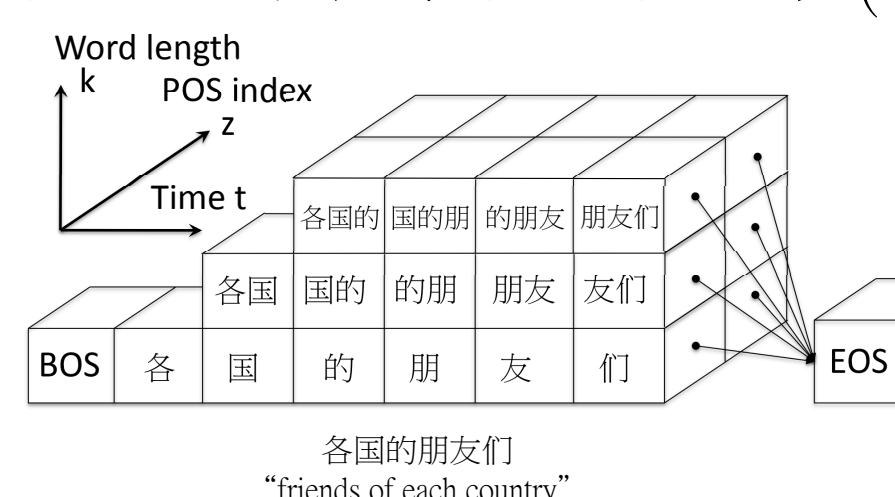 Word length
k
POS index
z
Time t
各国的 国的朋 的朋友 朋友们
各国 国的 的朋 朋友 友们
BOS 各 国 的 朋 友 们 EOS
各国的朋友们
“friends of each country”